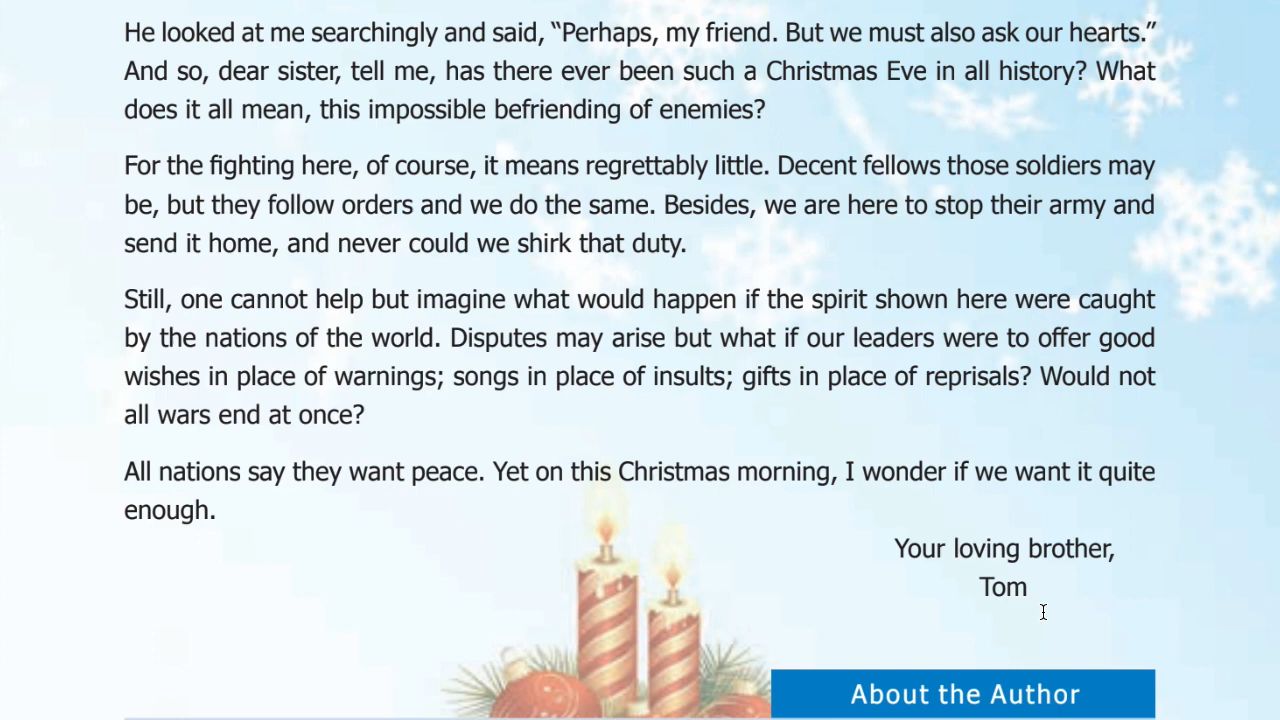 He looked at me searchingly and said, “Perhaps, my friend. But we must also ask our hearts.”
And so, dear sister, tell me, has there ever been such a Christmas Eve in all history? What
does it all mean, this impossible befriending of enemies?
For the fighting here, of course, it means regrettably little. Decent fellows those soldiers may
be, but they follow orders and we do the same. Besides, we are here to stop their army and
send it home, and never could we shirk that duty.
Still, one cannot help but imagine what would happen if the spirit shown here were caught
by the nations of the world. Disputes may arise but what if our leaders were to offer good
wishes in place of warnings; songs in place of insults; gifts in place of reprisals? Would not
all wars end at once?
All nations say they want peace. Yet on this Christmas morning, I wonder if we want it quite
enough.
Your loving brother,
Tom
About the Author